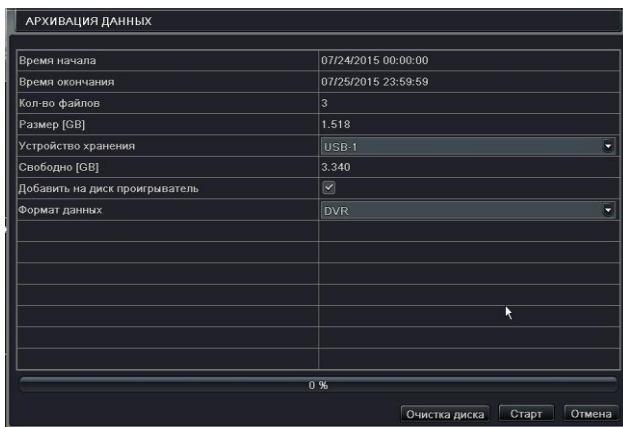 АРХИВАЦИЯ ДАННЫХ
Время начала 07/24/2015 00:00:00
Время окончания 07/25/2015 23:59:59
Кол-во файлов 3
Размер [GB] 1.518
Устройство хранения USB-1
Свободно [GB] 3.340
Добавить на диск проигрыватель
Формат данных DVR
0 %
Очистка диска Старт Отмена